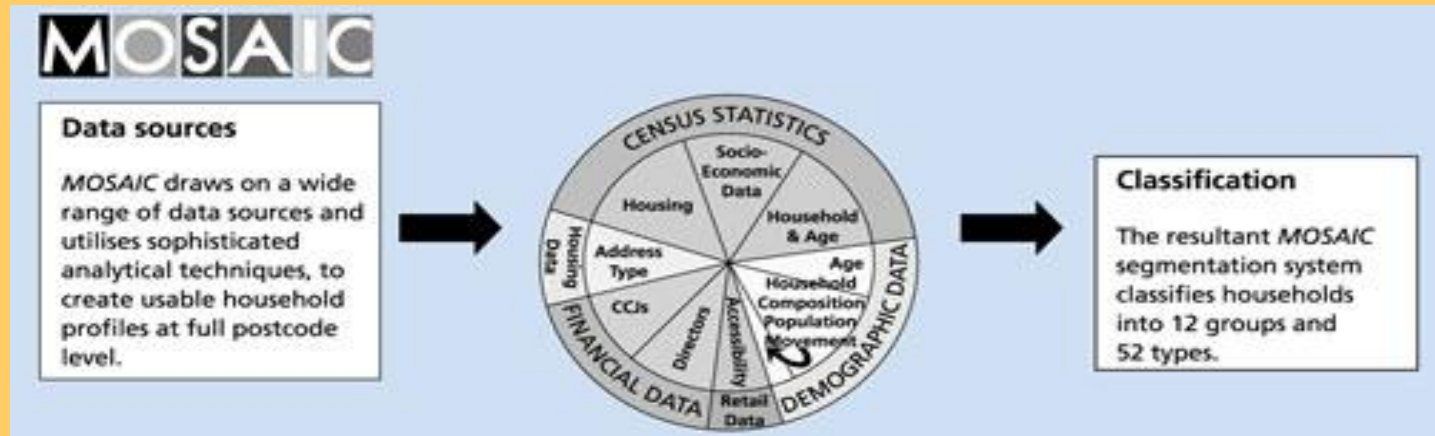 MOSAIC
Data sources
MOSAIC draws on a wide
range of data sources and
utilises sophisticated
analytical techniques, to
create usable household
profiles at full postcode
level.
CENSUS STATISTICS
Socio-
Economic
Data
Housing
Household
& Age
Housing
Data
Address
Type
Age
Household
Composition
Population
Movement
CCJs
Directors
Accessibility
FINANCIAL DATA
Retail
Data
DEMOGRAPHIC DATA
Classification
The resultant MOSAIC
segmentation system
classifies households
into 12 groups and
52 types.